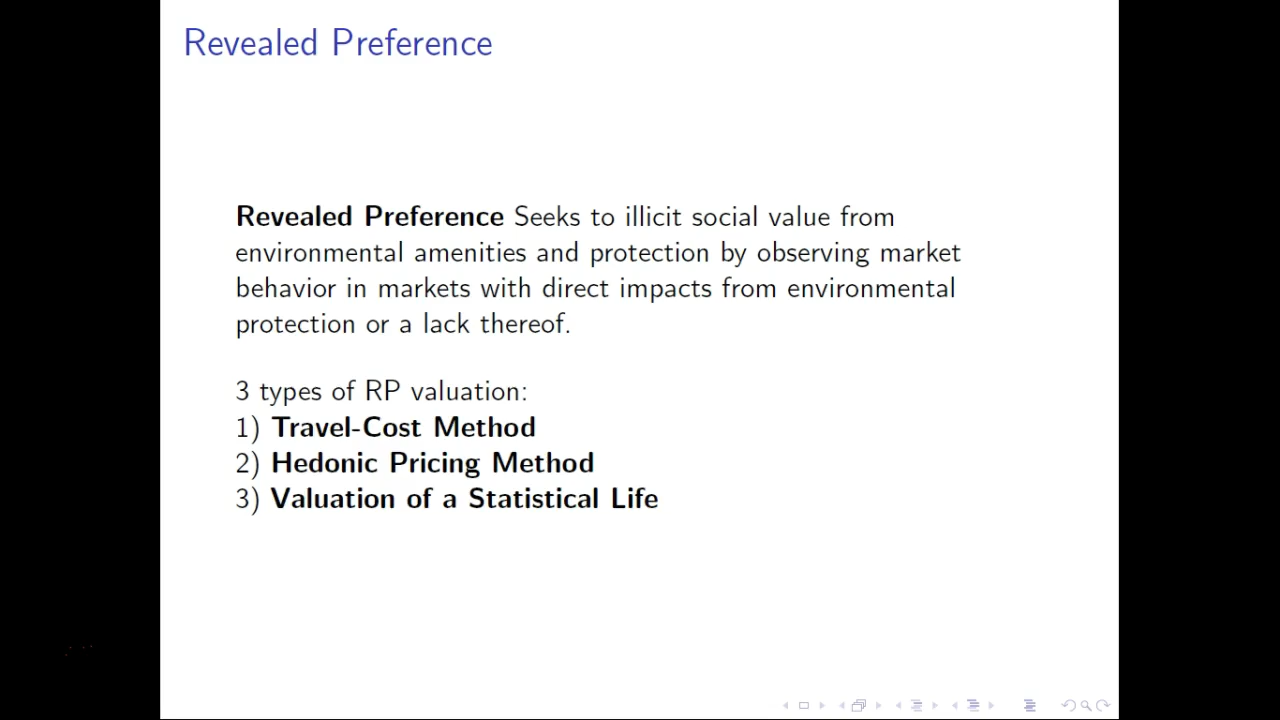 Revealed Preference
Revealed Preference Seeks to illicit social value from
environmental amenities and protection by observing market
behavior in markets with direct impacts from environmental
protection or a lack thereof.
3 types of RP valuation:
1) Travel-Cost Method
2) Hedonic Pricing Method
3) Valuation of a Statistical Life